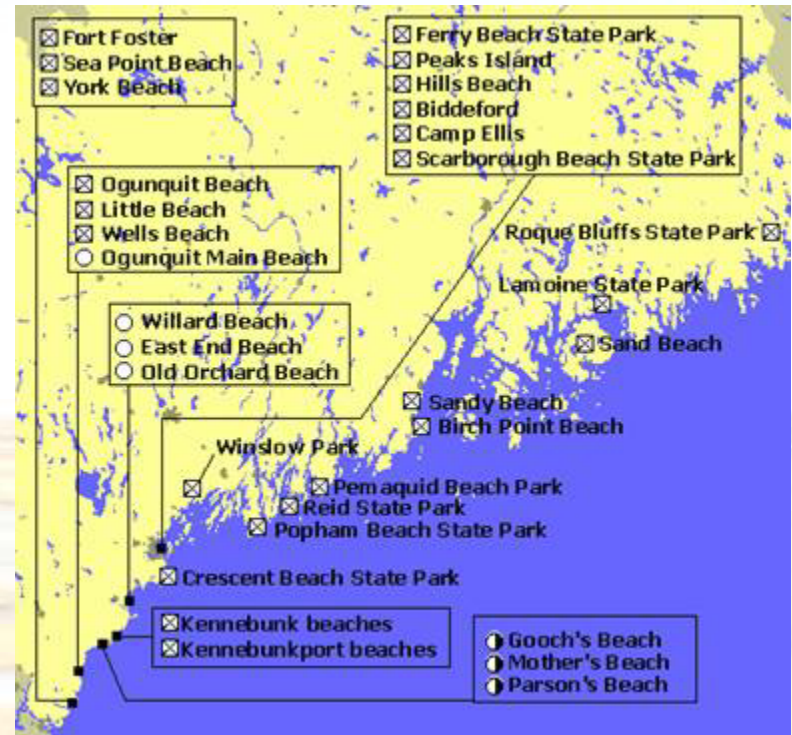 Fort Foster
Sea Point Beach
York Beach
Ferry Beach State Park
Peaks Island
Hills Beach
Biddeford
Camp Ellis
Scarborough Beach State Park
Ogunquit Beach
Little Beach
Wells Beach
Ogunquit Main Beach
Roque Bluffs State Park
Lamoine State Park
Sand Beach
Willard Beach
East End Beach
Old Orchard Beach
Sandy Beach
Birch Point Beach
Winslow Park
Pemaquid Beach Park
Reid State Park
Popham Beach State Park
Crescent Beach State Park
Kennebunk beaches
Kennebunkport beaches
Gooch's Beach
Mother's Beach
Parson's Beach